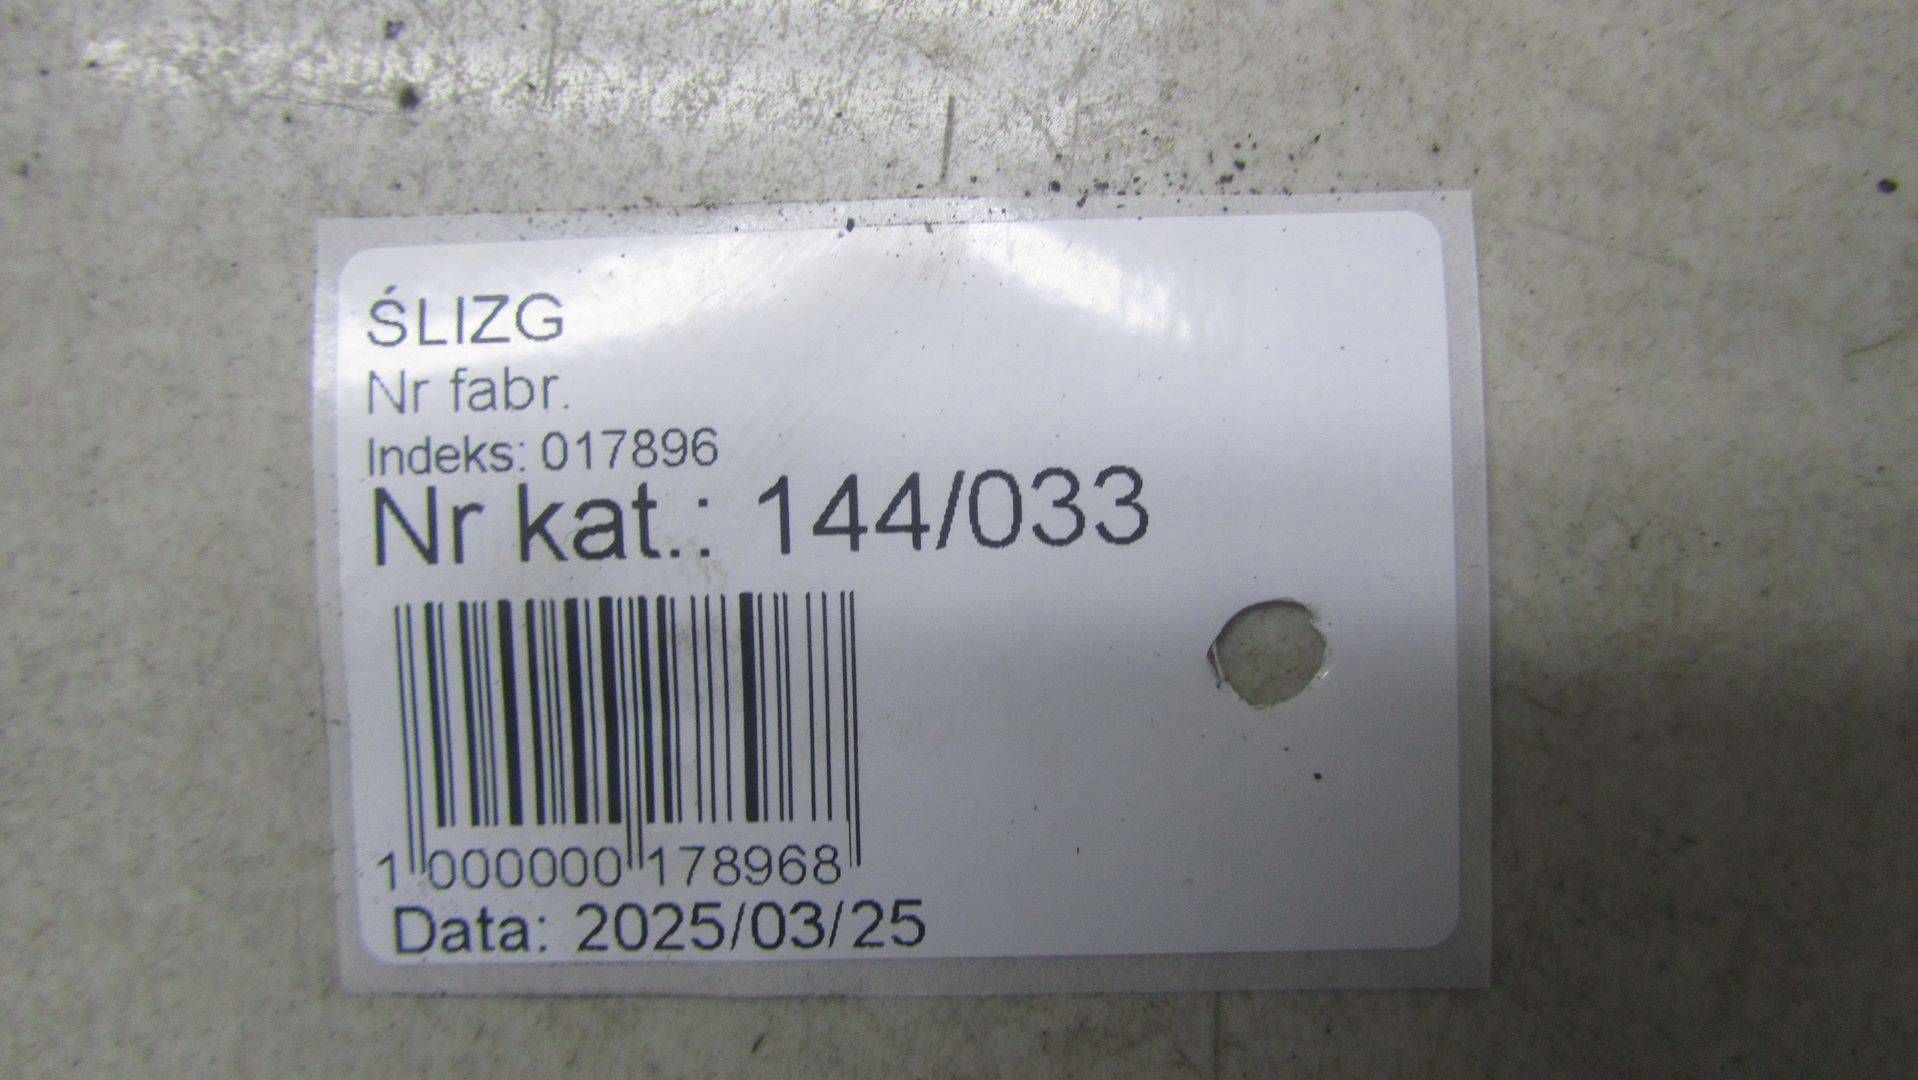 ŚLIZG
Nr fabr.
Indeks: 017896
Nr kat.: 144/033
1 000000 178968
Data: 2025/03/25